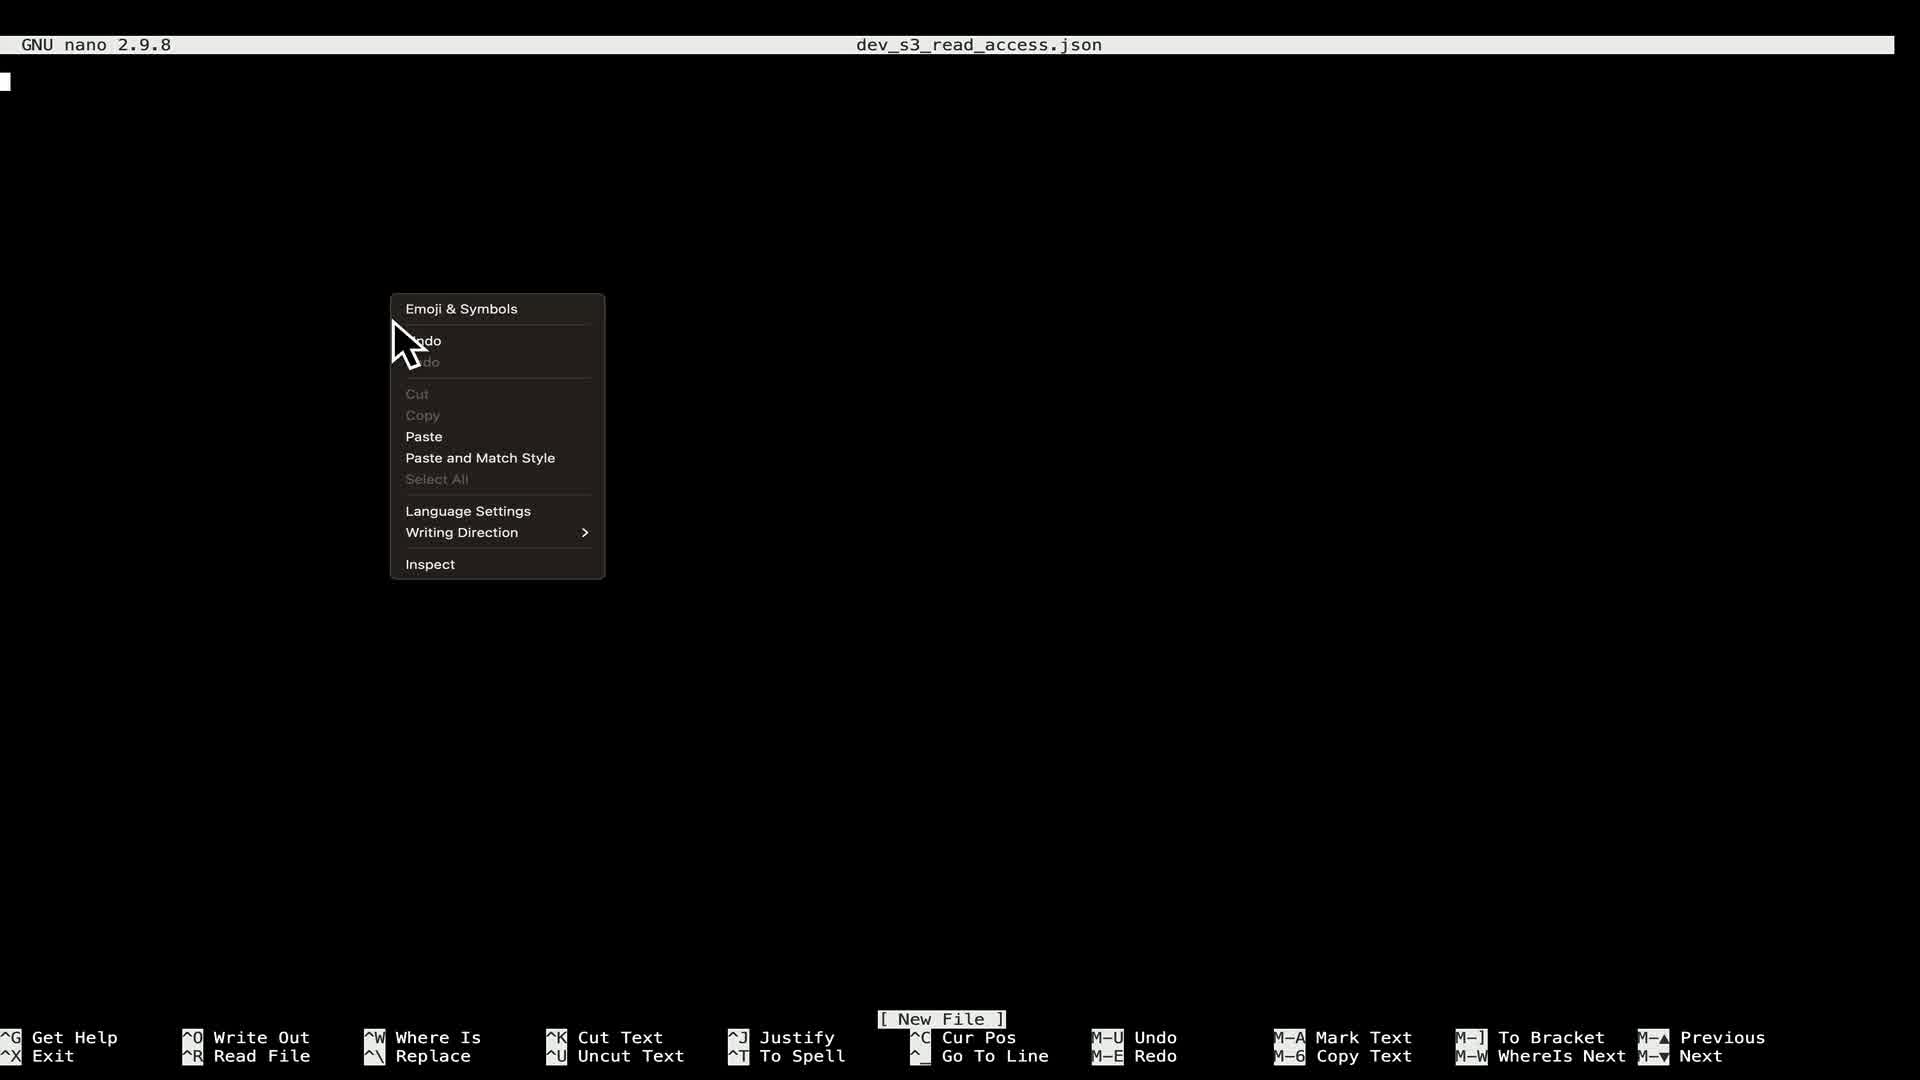 GNU nano 2.9.8 dev_s3_read_access.json
Emoji & Symbols
ndo
do
Cut
Copy
Paste
Paste and Match Style
Select All
Language Settings
Writing Direction
Inspect
[ New File ]
^G Get Help ^O Write Out ^W Where Is ^K Cut Text ^J Justify ^C Cur Pos M-U Undo M-A Mark Text M-] To Bracket M-▲ Previous
^X Exit ^R Read File ^\ Replace ^U Uncut Text ^T To Spell ^_ Go To Line M-E Redo M-6 Copy Text M-W WhereIs Next M-▼ Next